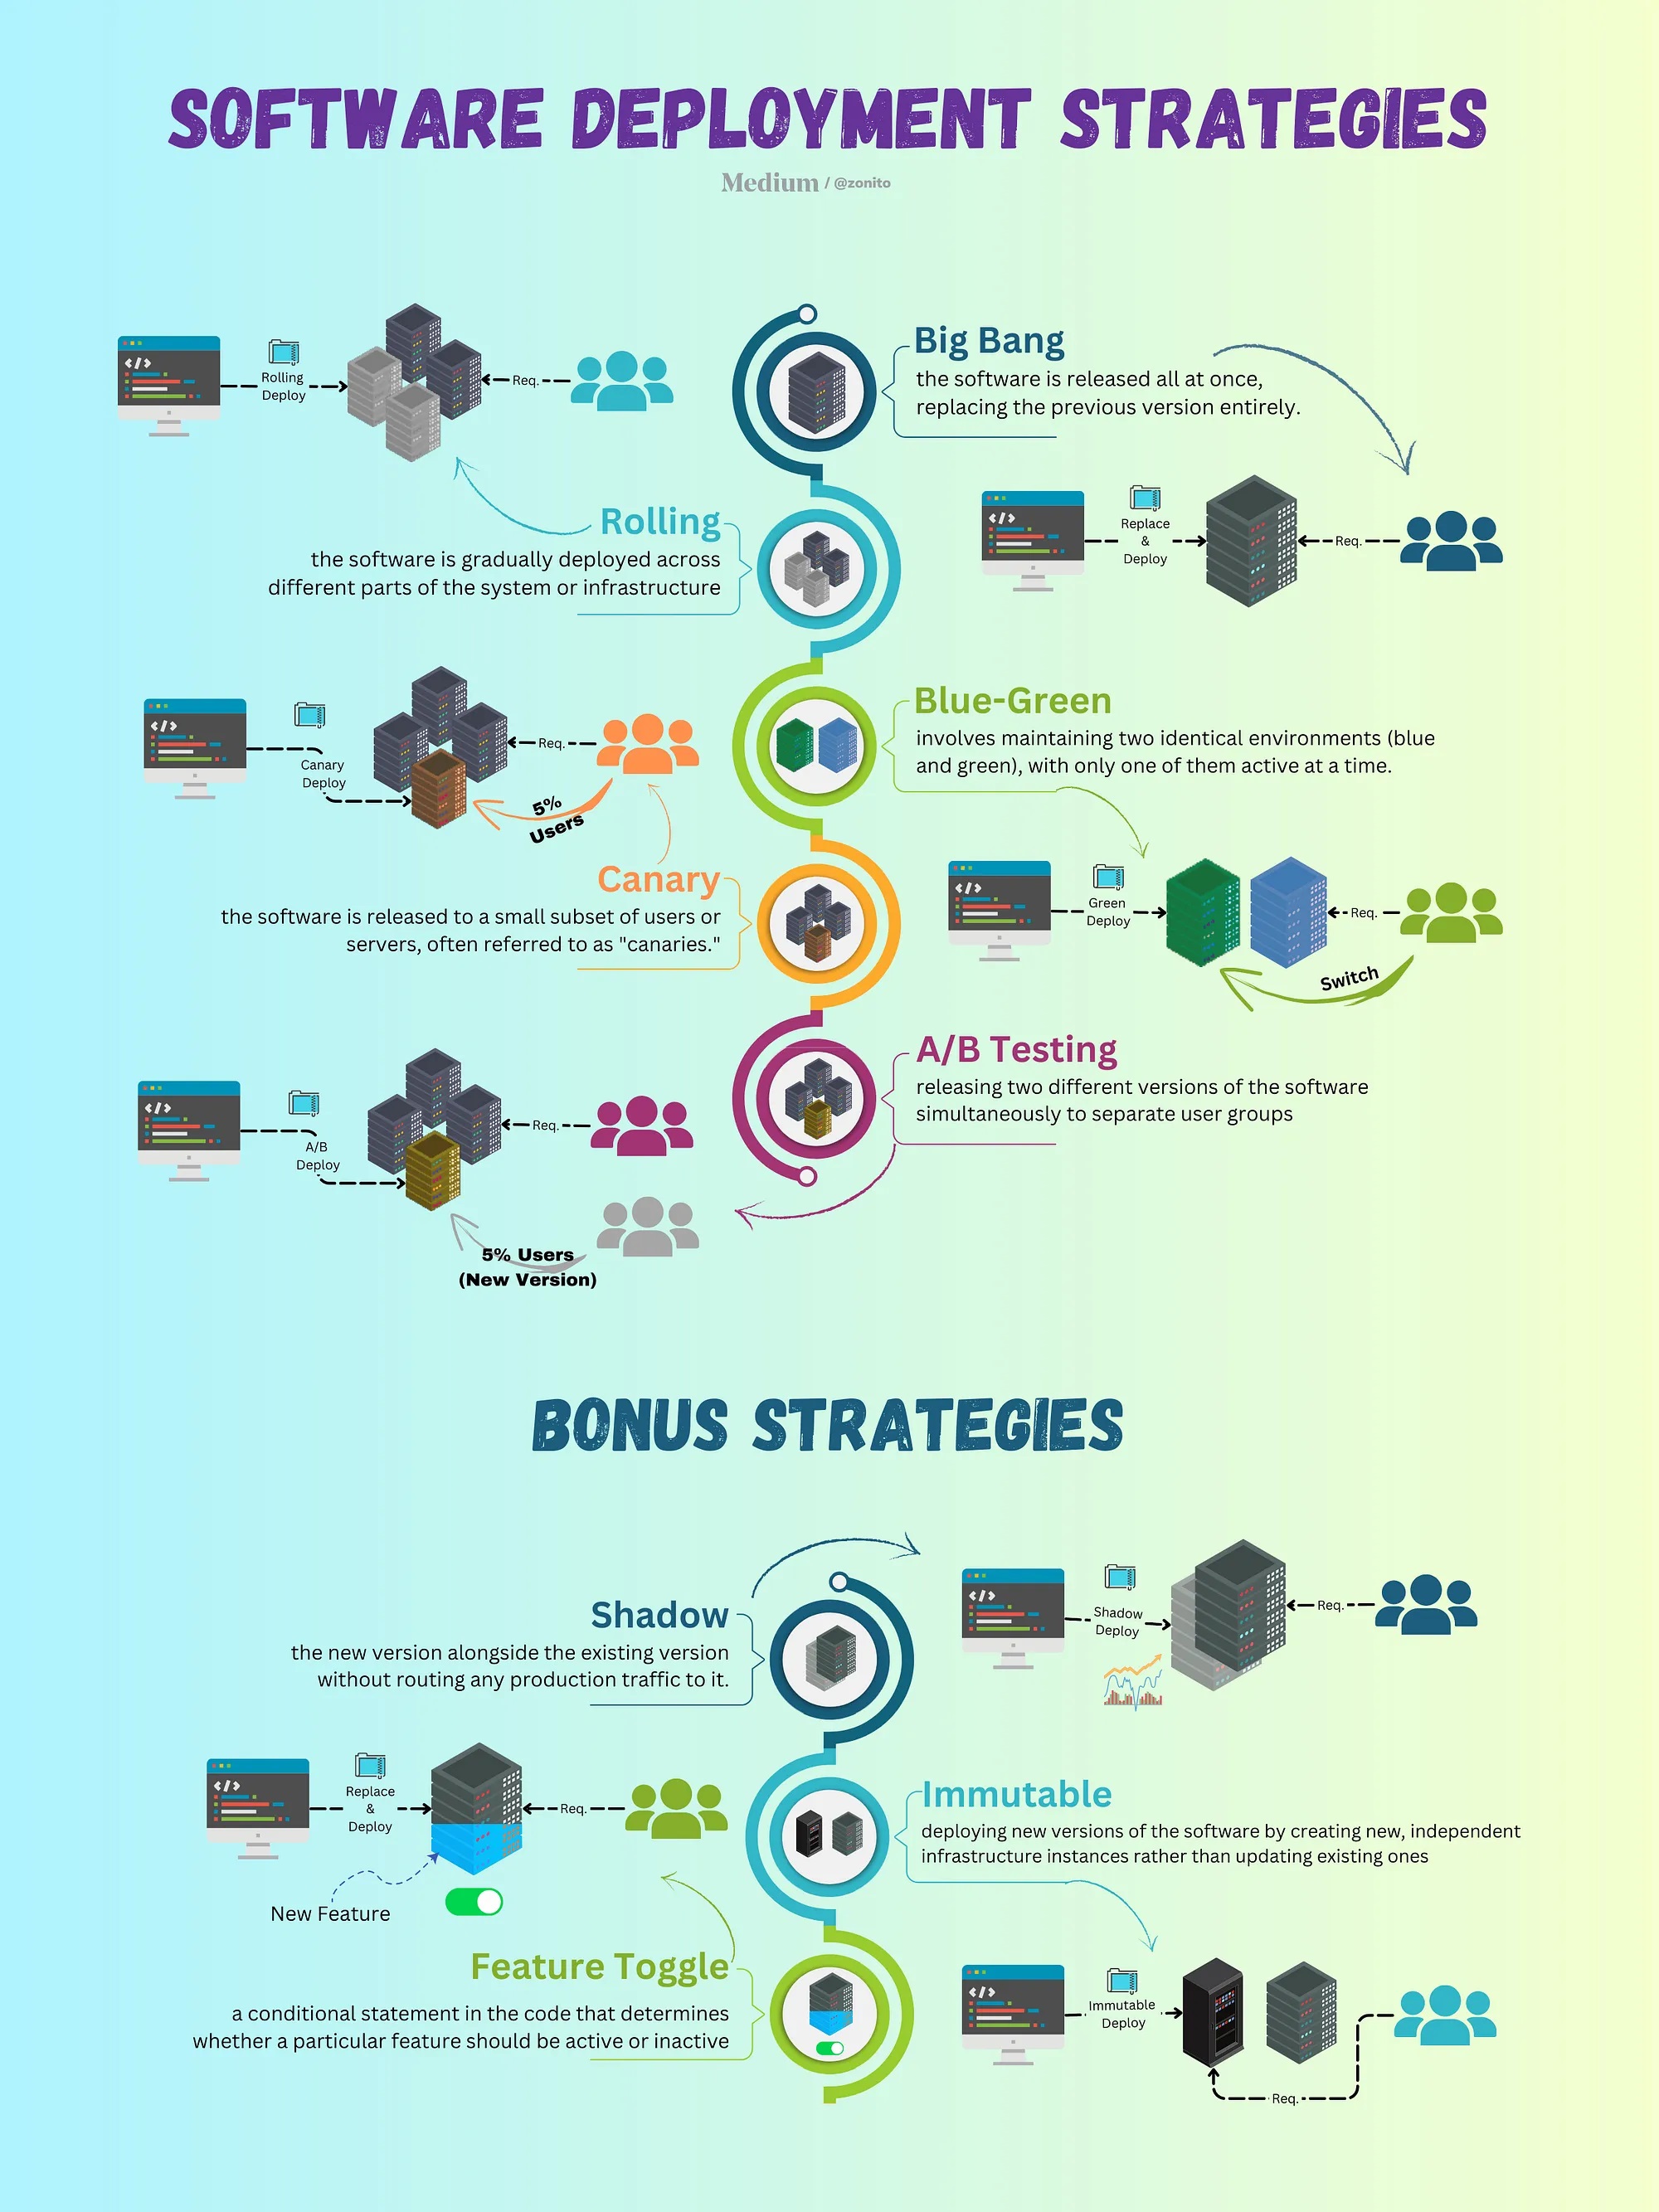 SOFTWARE DEPLOYMENT STRATEGIES
Medium / @zonito
Rolling
Deploy
Req.
Big Bang
the software is released all at once,
replacing the previous version entirely.
Replace
&
Deploy
Req.
Rolling
the software is gradually deployed across
different parts of the system or infrastructure
Canary
Deploy
Req.
5%
Users
Blue-Green
involves maintaining two identical environments (blue
and green), with only one of them active at a time.
Green
Deploy
Req.
Switch
Canary
the software is released to a small subset of users or
servers, often referred to as "canaries."
A/B
Deploy
Req.
5% Users
(New Version)
A/B Testing
releasing two different versions of the software
simultaneously to separate user groups
BONUS STRATEGIES
Shadow
the new version alongside the existing version
without routing any production traffic to it.
Shadow
Deploy
Req.
Replace
&
Deploy
Req.
New Feature
Immutable
deploying new versions of the software by creating new, independent
infrastructure instances rather than updating existing ones
Feature Toggle
a conditional statement in the code that determines
whether a particular feature should be active or inactive
Immutable
Deploy
Req.